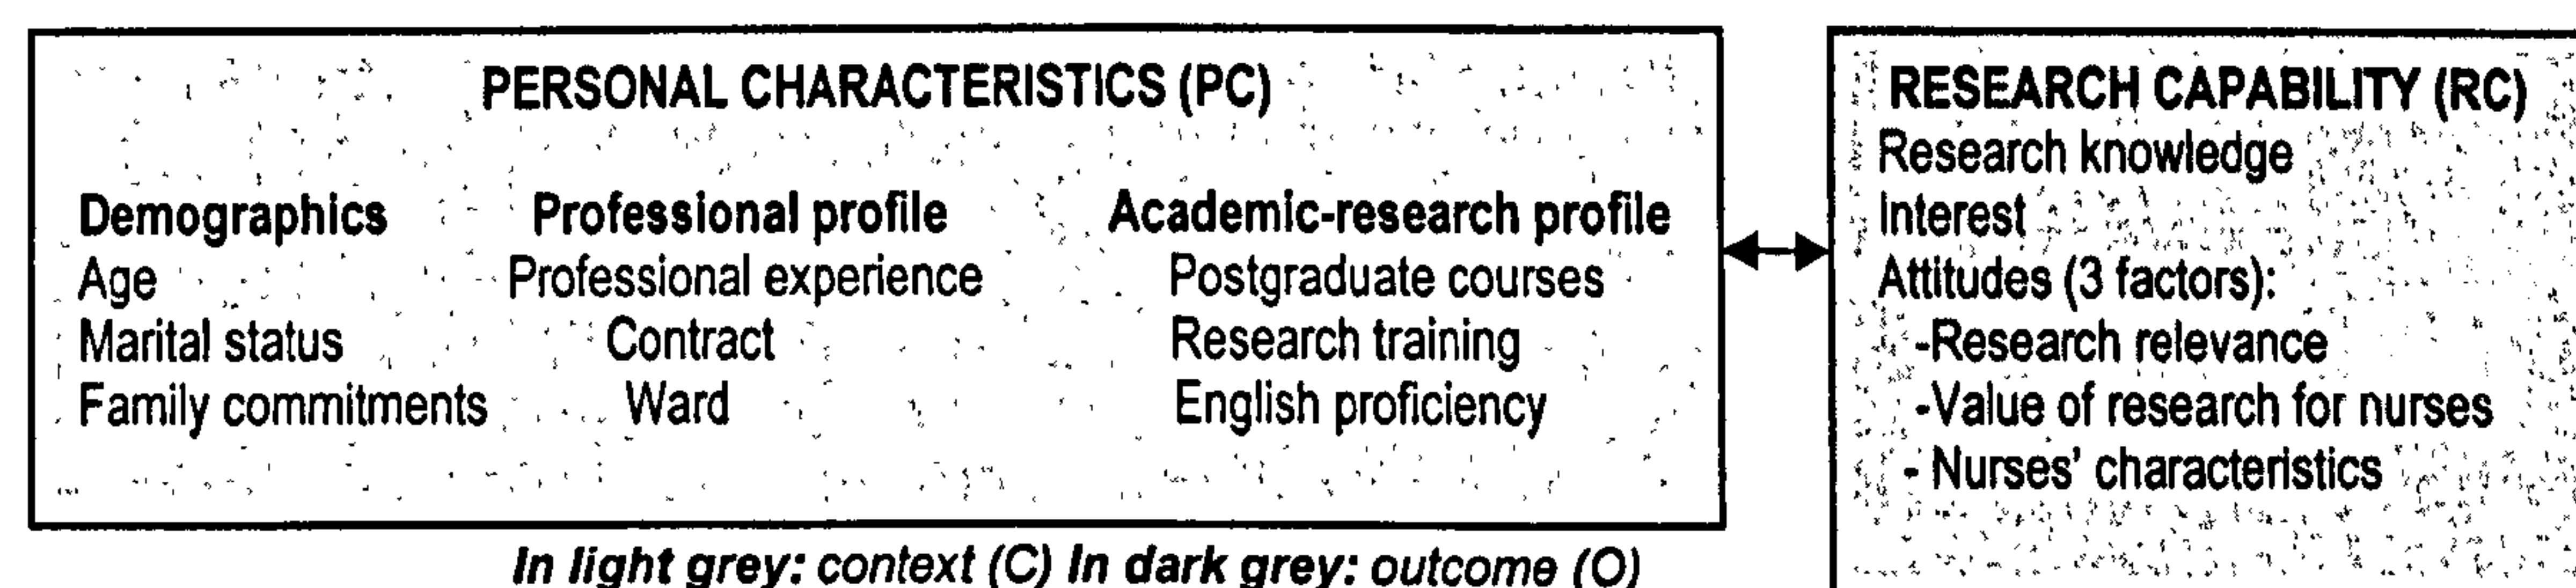 PERSONAL CHARACTERISTICS (PC)
Demographics
Age
Marital status
Family commitments
Professional profile
Professional experience
Contract
Ward
Academic-research profile
Postgraduate courses
Research training
English proficiency
In light grey: context (C) In dark grey: outcome (O)
RESEARCH CAPABILITY (RC)
Research knowledge
Interest
Attitudes (3 factors):
-Research relevance
-Value of research for nurses
- Nurses' characteristics